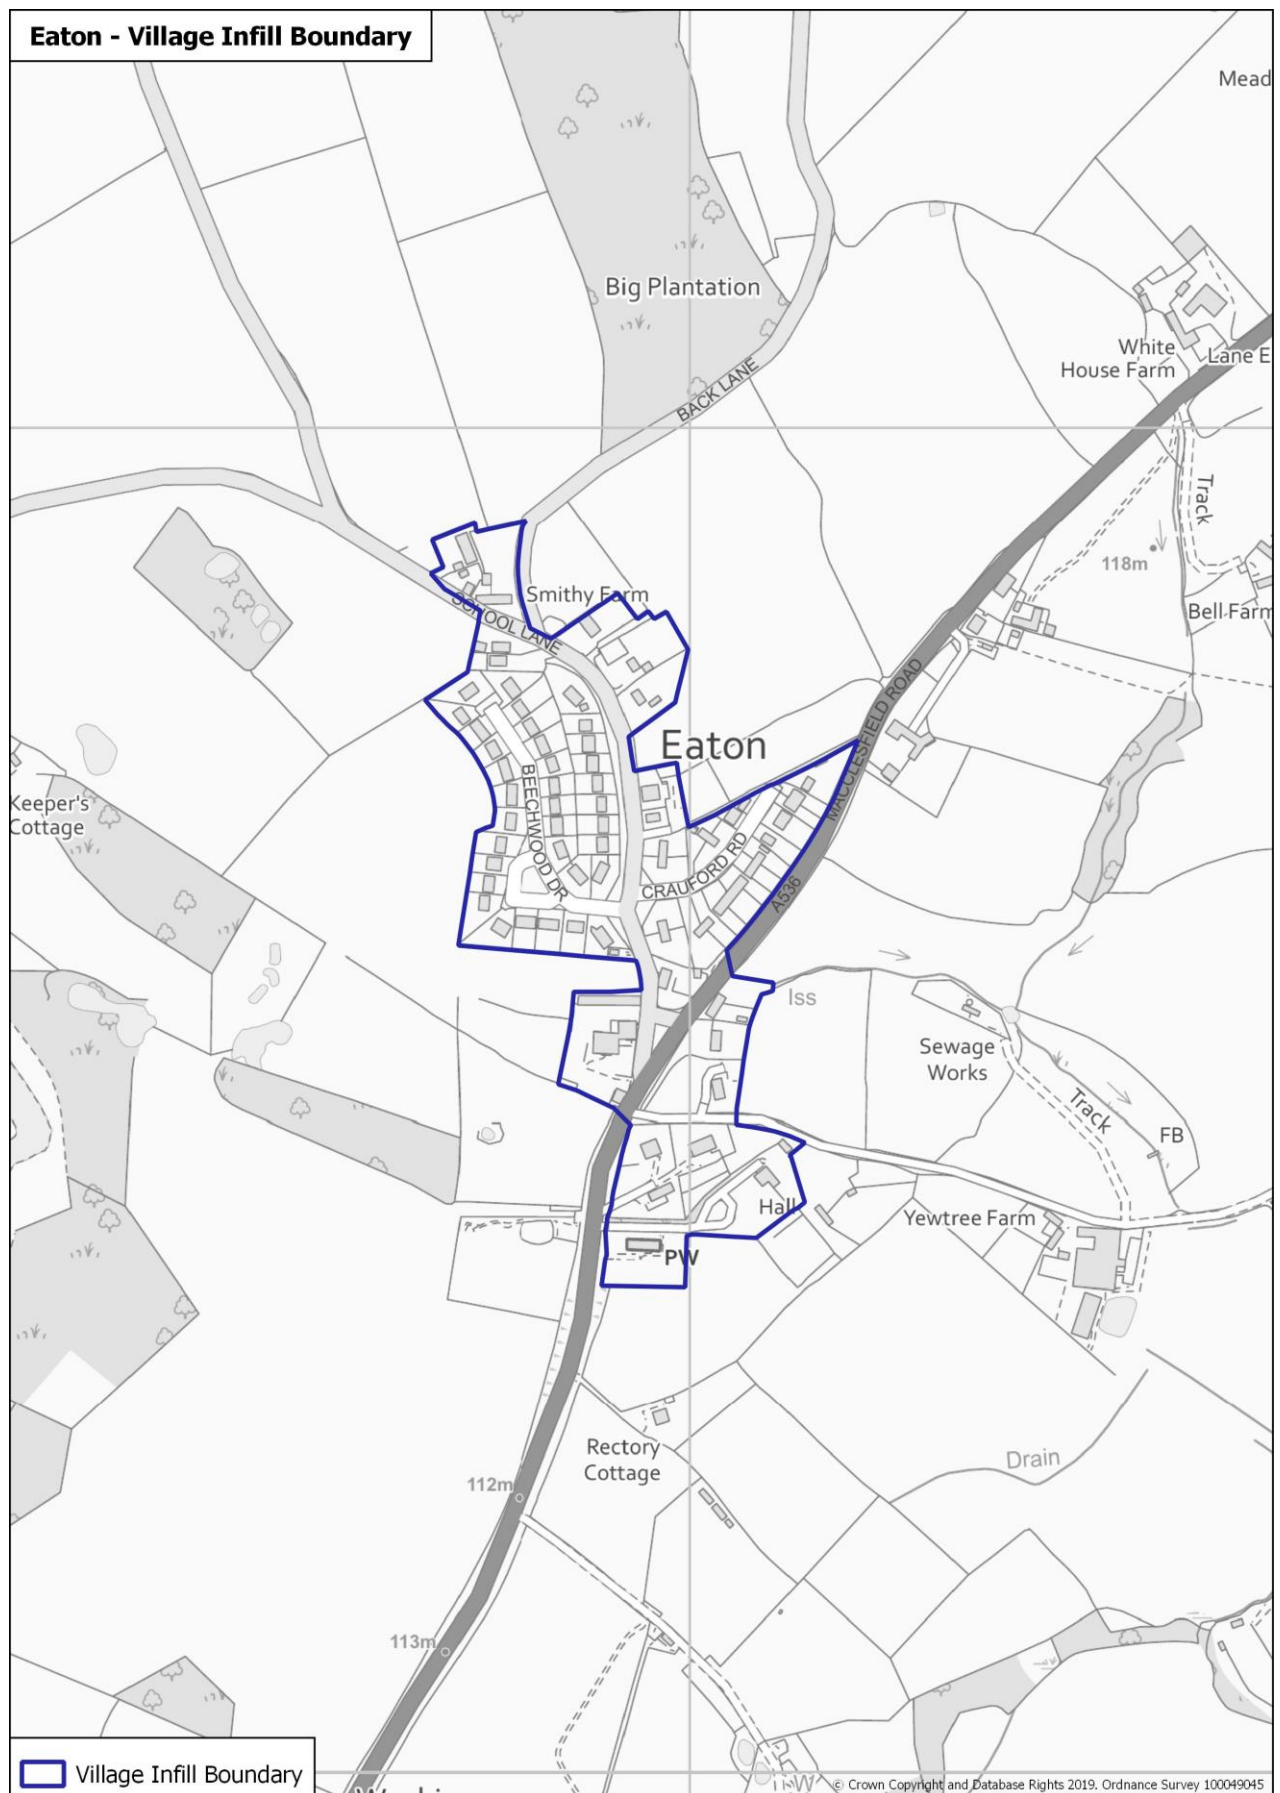 Eaton - Village Infill Boundary
Mead
Big Plantation
White
House Farm
Lane E
BACK LANE
Track
118m
Smithy Farm
SCHOOL LANE
Bell Farm
MACCLESFIELD ROAD
Eaton
Keeper's
Cottage
BEECHWOOD DR
CRAUFORD RD
A536
Iss
Sewage
Works
Track
FB
Hall
Yewtree Farm
PW
Rectory
Cottage
Drain
112m
113m
Village Infill Boundary
© Crown Copyright and Database Rights 2019. Ordnance Survey 100049045